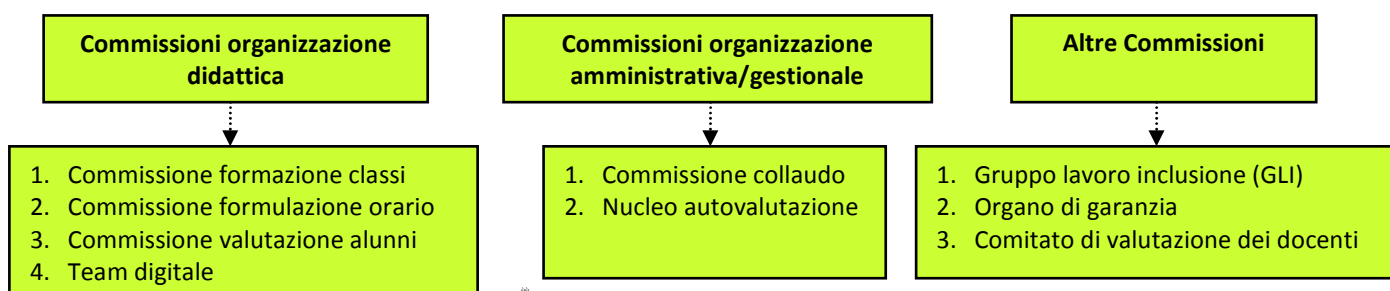 Commissioni organizzazione
didattica
Commissioni organizzazione
amministrativa/gestionale
Altre Commissioni
1. Commissione formazione classi
2. Commissione formulazione orario
3. Commissione valutazione alunni
4. Team digitale
1. Commissione collaudo
2. Nucleo autovalutazione
1. Gruppo lavoro inclusione (GLI)
2. Organo di garanzia
3. Comitato di valutazione dei docenti